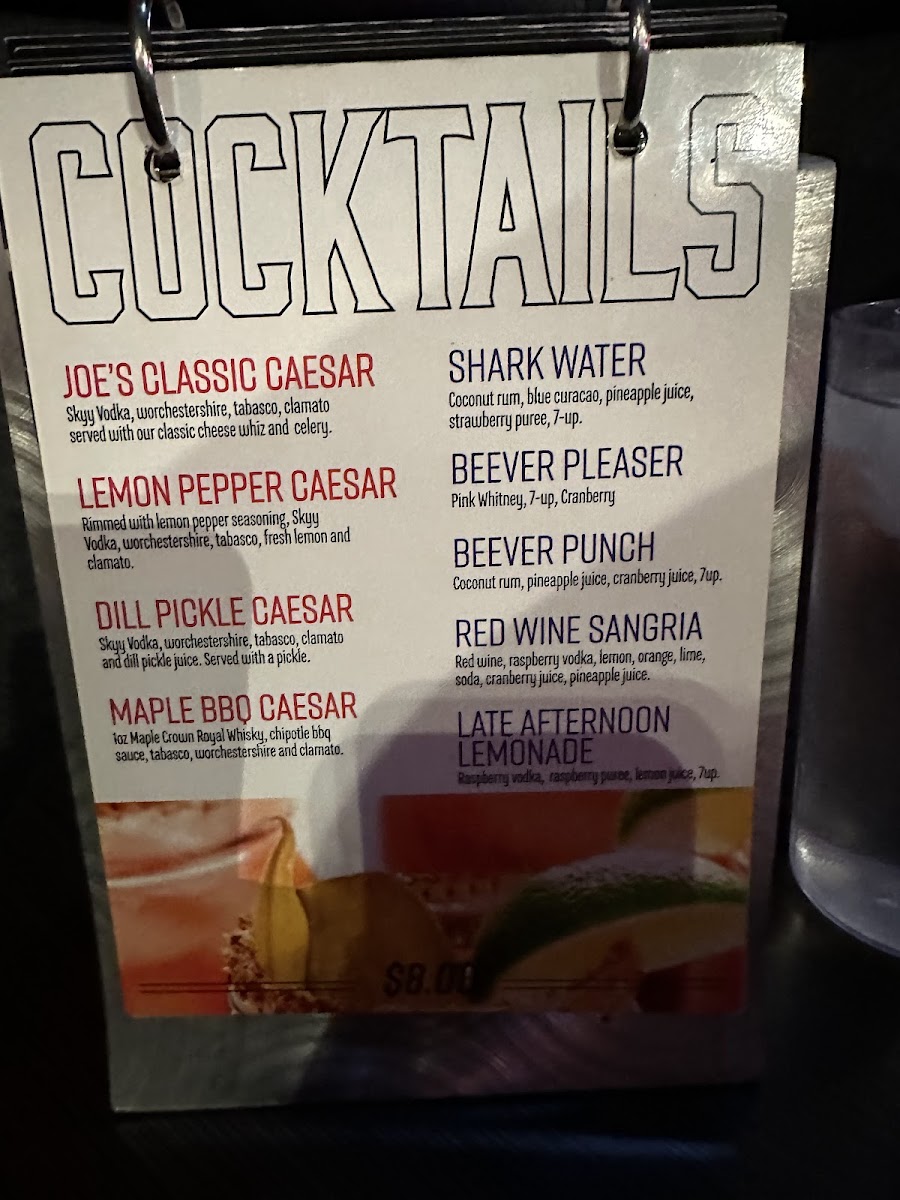 COCKTAILS
JOE'S CLASSIC CAESAR
Skyy Vodka, worchestershire, tabasco, clamato
served with our classic cheese whiz and celery.
LEMON PEPPER CAESAR
Rimmed with lemon pepper seasoning, Skyy
Vodka, worchestershire, tabasco, fresh lemon and
clamato.
DILL PICKLE CAESAR
Skyy Vodka, worchestershire, tabasco, clamato
and dill pickle juice. Served with a pickle.
MAPLE BBQ CAESAR
1oz Maple Crown Royal Whisky, chipotle bbq
sauce, tabasco, worchestershire and clamato.
SHARK WATER
Coconut rum, blue curacao, pineapple juice,
strawberry puree, 7-up.
BEEVER PLEASER
Pink Whitney, 7-up, Cranberry
BEEVER PUNCH
Coconut rum, pineapple juice, cranberry juice, 7up.
RED WINE SANGRIA
Red wine, raspberry vodka, lemon, orange, lime,
soda, cranberry juice, pineapple juice.
LATE AFTERNOON
LEMONADE
Raspberry vodka, raspberry puree, lemon juice, 7up.
$8.00